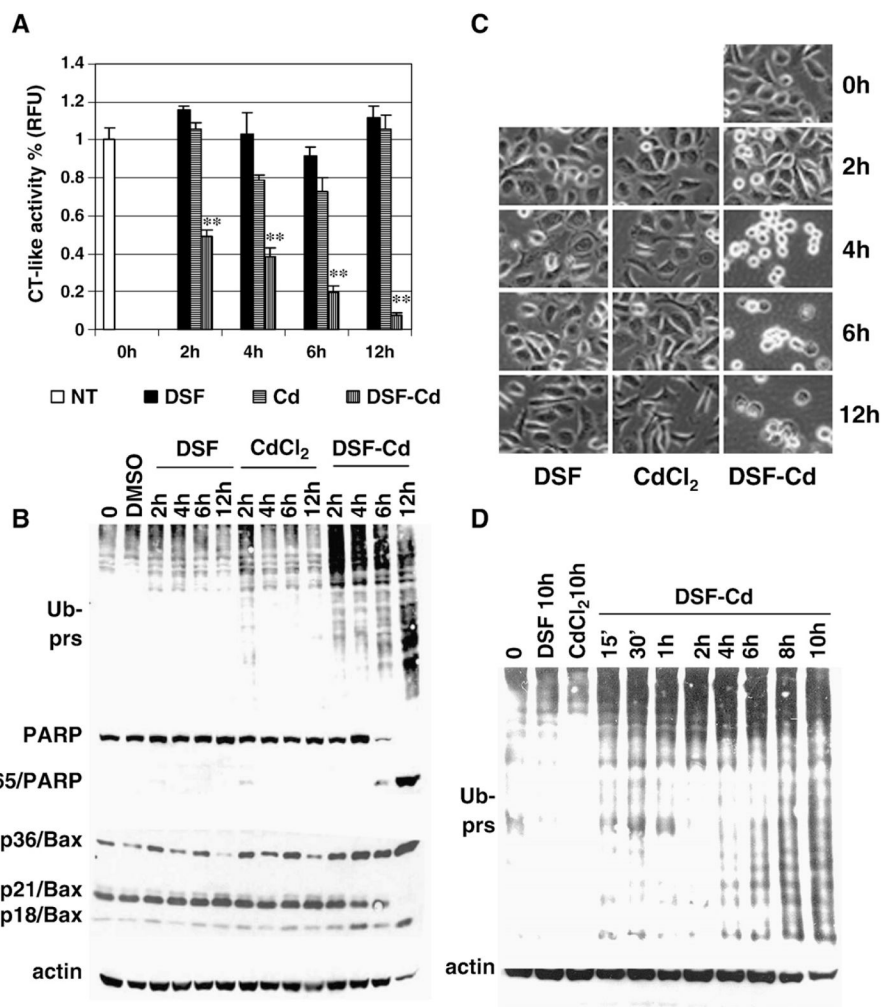 A
1.4
1.2
1
0.8
0.6
0.4
0.2
0
CT-like activity % (RFU)
**
**
**
**
0h 2h 4h 6h 12h
NT DSF Cd DSF-Cd
B
DSF CdCl2 DSF-Cd
0 DMSO 2h 4h 6h 12h 2h 4h 6h 12h 2h 4h 6h 12h
Ub-
prs
PARP
65/PARP
p36/Bax
p21/Bax
p18/Bax
actin
C
0h
2h
4h
6h
12h
DSF CdCl2 DSF-Cd
D
DSF-Cd
0 DSF 10h CdCl2 10h 15' 30' 1h 2h 4h 6h 8h 10h
Ub-
prs
actin